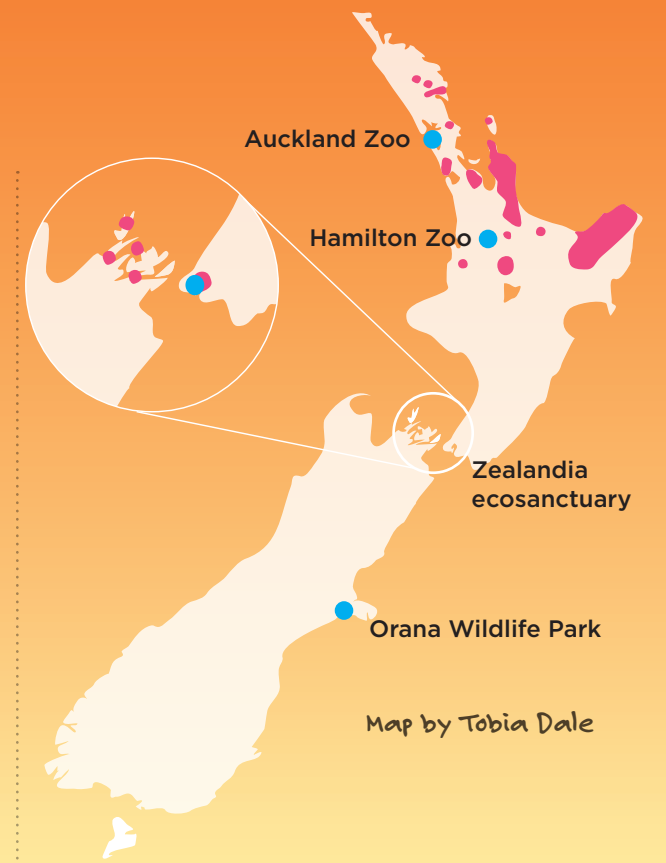 Auckland Zoo
Hamilton Zoo
Zealandia
ecosanctuary
Orana Wildlife Park
Map by Tobia Dale